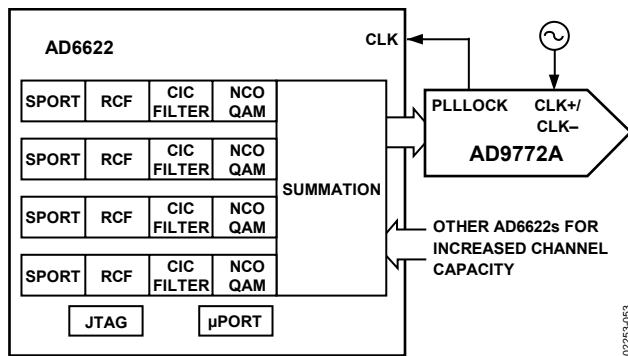 AD6622
CLK
SPORT
RCF
CIC
FILTER
NCO
QAM
SPORT
RCF
CIC
FILTER
NCO
QAM
SPORT
RCF
CIC
FILTER
NCO
QAM
SPORT
RCF
CIC
FILTER
NCO
QAM
SUMMATION
JTAG
µPORT
PLLLOCK
CLK+/
CLK–
AD9772A
OTHER AD6622s FOR
INCREASED CHANNEL
CAPACITY
02253-053